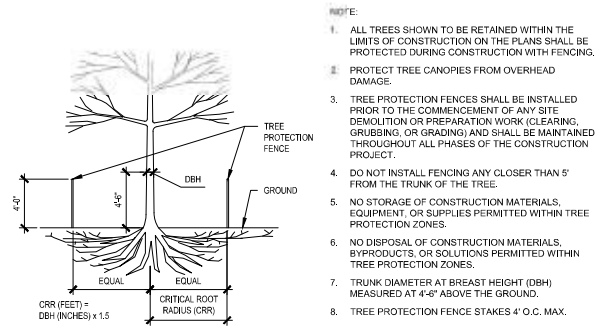 TREE
PROTECTION
FENCE
DBH
GROUND
4'-0"
4'-6"
EQUAL
EQUAL
CRITICAL ROOT
RADIUS (CRR)
CRR (FEET) =
DBH (INCHES) x 1.5
NOTE:
1. ALL TREES SHOWN TO BE RETAINED WITHIN THE
LIMITS OF CONSTRUCTION ON THE PLANS SHALL BE
PROTECTED DURING CONSTRUCTION WITH FENCING.
2. PROTECT TREE CANOPIES FROM OVERHEAD
DAMAGE.
3. TREE PROTECTION FENCES SHALL BE INSTALLED
PRIOR TO THE COMMENCEMENT OF ANY SITE
DEMOLITION OR PREPARATION WORK (CLEARING,
GRUBBING, OR GRADING) AND SHALL BE MAINTAINED
THROUGHOUT ALL PHASES OF THE CONSTRUCTION
PROJECT.
4. DO NOT INSTALL FENCING ANY CLOSER THAN 5'
FROM THE TRUNK OF THE TREE.
5. NO STORAGE OF CONSTRUCTION MATERIALS,
EQUIPMENT, OR SUPPLIES PERMITTED WITHIN TREE
PROTECTION ZONES.
6. NO DISPOSAL OF CONSTRUCTION MATERIALS,
BYPRODUCTS, OR SOLUTIONS PERMITTED WITHIN
TREE PROTECTION ZONES.
7. TRUNK DIAMETER AT BREAST HEIGHT (DBH)
MEASURED AT 4'-6" ABOVE THE GROUND.
8. TREE PROTECTION FENCE STAKES 4' O.C. MAX.